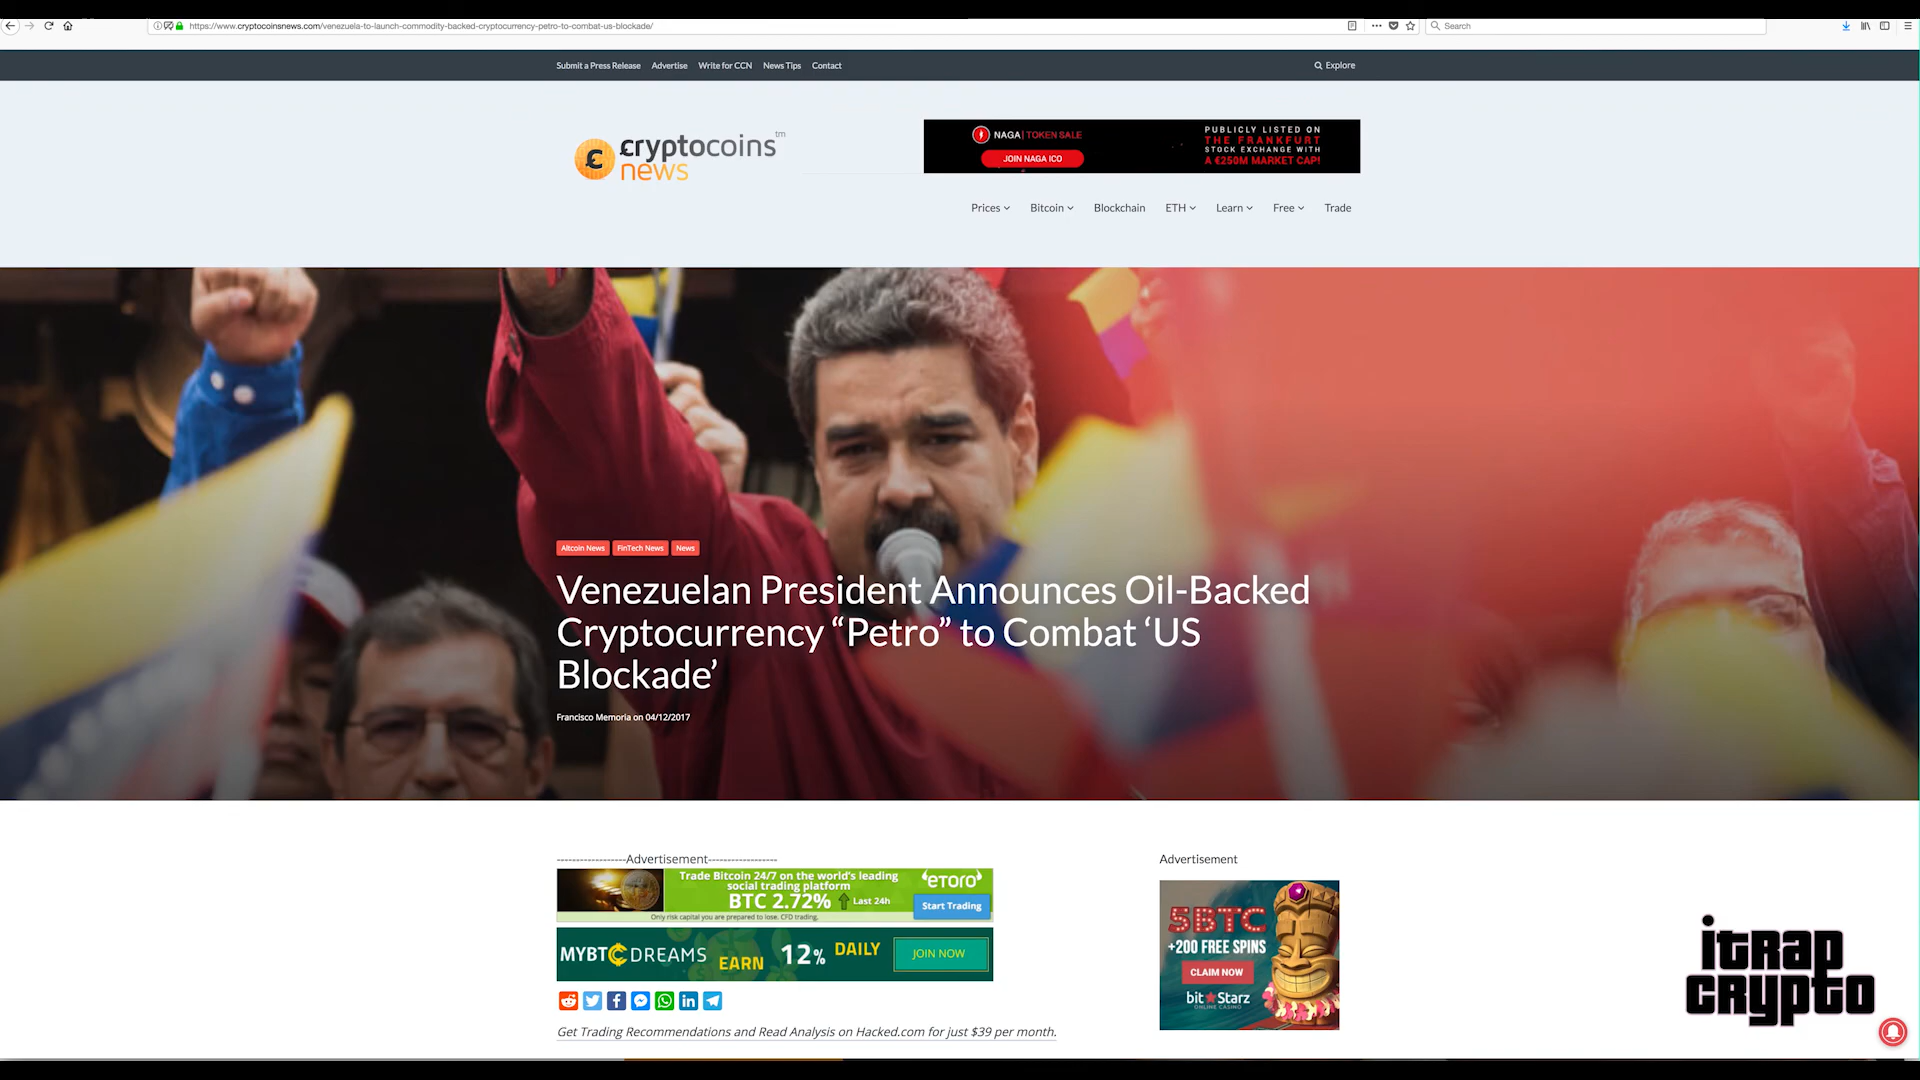 https://www.cryptocoinsnews.com/venezuela-to-launch-commodity-backed-cryptocurrency-petro-to-combat-us-blockade/
Search
Submit a Press Release
Advertise
Write for CCN
News Tips
Contact
Explore
cryptocoins tm
news
NAGA | TOKEN SALE
JOIN NAGA ICO
PUBLICLY LISTED ON
THE FRANKFURT
STOCK EXCHANGE WITH
A €250M MARKET CAP!
Prices
Bitcoin
Blockchain
ETH
Learn
Free
Trade
Altcoin News
FinTech News
News
Venezuelan President Announces Oil-Backed
Cryptocurrency “Petro” to Combat ‘US
Blockade’
Francisco Memoria on 04/12/2017
------------------Advertisement------------------
Trade Bitcoin 24/7 on the world's leading
social trading platform
BTC 2.72% Last 24h
Only risk capital you are prepared to lose. CFD trading.
eToro
Start Trading
MYBTCDREAMS
EARN 12% DAILY
JOIN NOW
Get Trading Recommendations and Read Analysis on Hacked.com for just $39 per month.
Advertisement
5BTC
+200 FREE SPINS
CLAIM NOW
bitStarz
ONLINE CASINO
iTRAP
CRYPTO